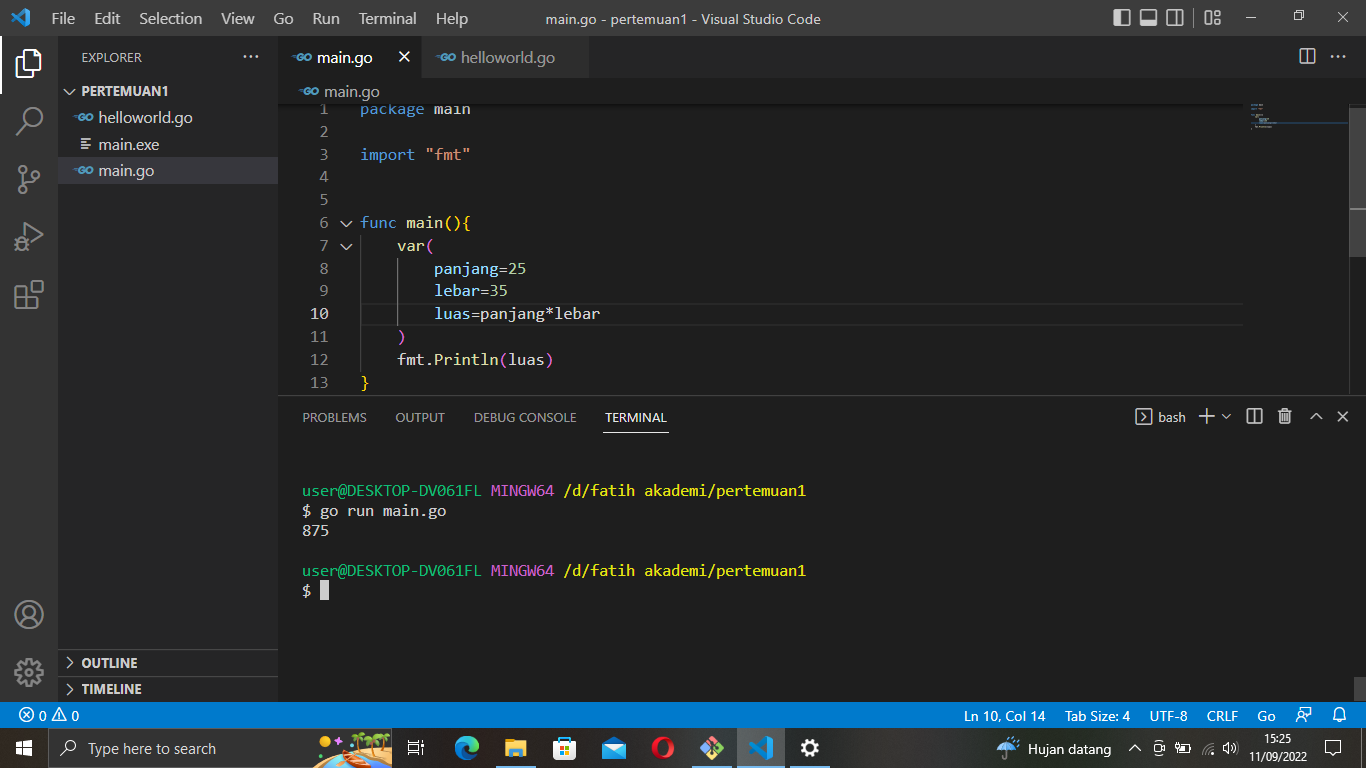 File Edit Selection View Go Run Terminal Help main.go - pertemuan1 - Visual Studio Code
EXPLORER
PERTEMUAN1
helloworld.go
main.exe
main.go
OUTLINE
TIMELINE
main.go helloworld.go
main.go
1 package main
2
3 import "fmt"
4
5
6 func main(){
7 var(
8 panjang=25
9 lebar=35
10 luas=panjang*lebar
11 )
12 fmt.Println(luas)
13 }
PROBLEMS OUTPUT DEBUG CONSOLE TERMINAL bash
user@DESKTOP-DV061FL MINGW64 /d/fatih akademi/pertemuan1
$ go run main.go
875
user@DESKTOP-DV061FL MINGW64 /d/fatih akademi/pertemuan1
$
0 0 Ln 10, Col 14 Tab Size: 4 UTF-8 CRLF Go
Type here to search Hujan datang 15:25
11/09/2022